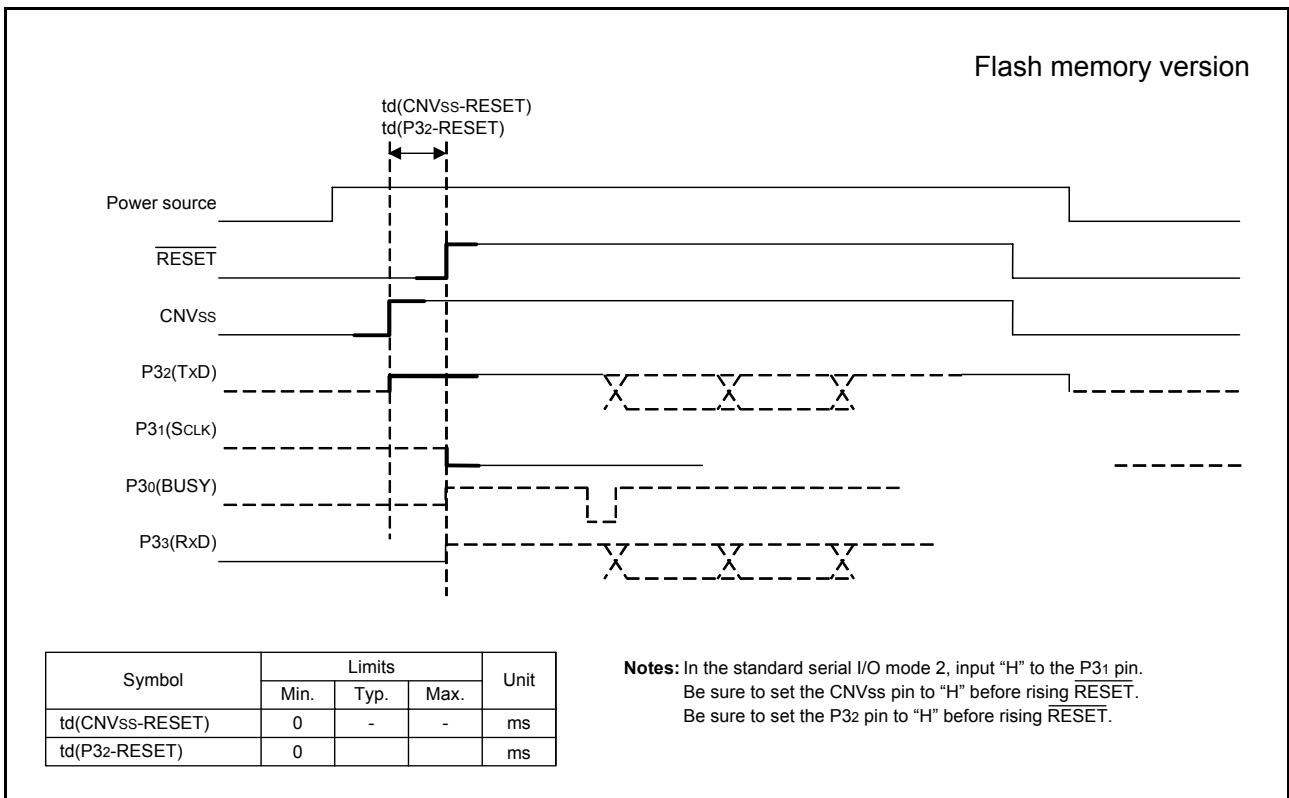 Flash memory version
td(CNVss-RESET)
td(P32-RESET)
Power source
RESET
CNVss
P32(TxD)
P31(SCLK)
P30(BUSY)
P33(RxD)
Symbol Limits Unit
Min. Typ. Max.
td(CNVss-RESET) 0 - - ms
td(P32-RESET) 0 ms
Notes: In the standard serial I/O mode 2, input “H” to the P31 pin.
Be sure to set the CNVss pin to “H” before rising RESET.
Be sure to set the P32 pin to “H” before rising RESET.